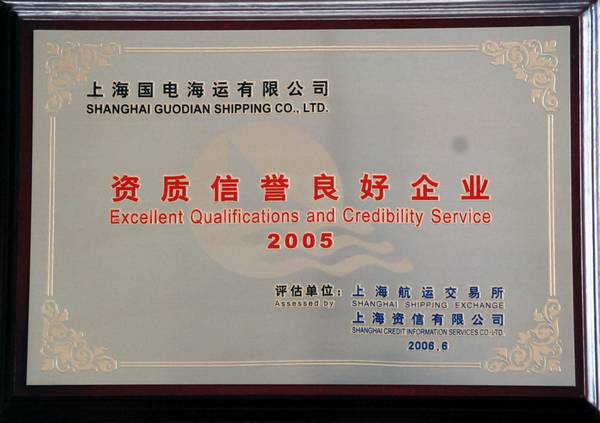 上海国电海运有限公司
SHANGHAI GUODIAN SHIPPING CO., LTD.
资质信誉良好企业
Excellent Qualifications and Credibility Service
2005
评估单位：上海航运交易所
Assessed by SHANGHAI SHIPPING EXCHANGE
上海资信有限公司
SHANGHAI CREDIT INFORMATION SERVICES CO.·LTD.
2006,6